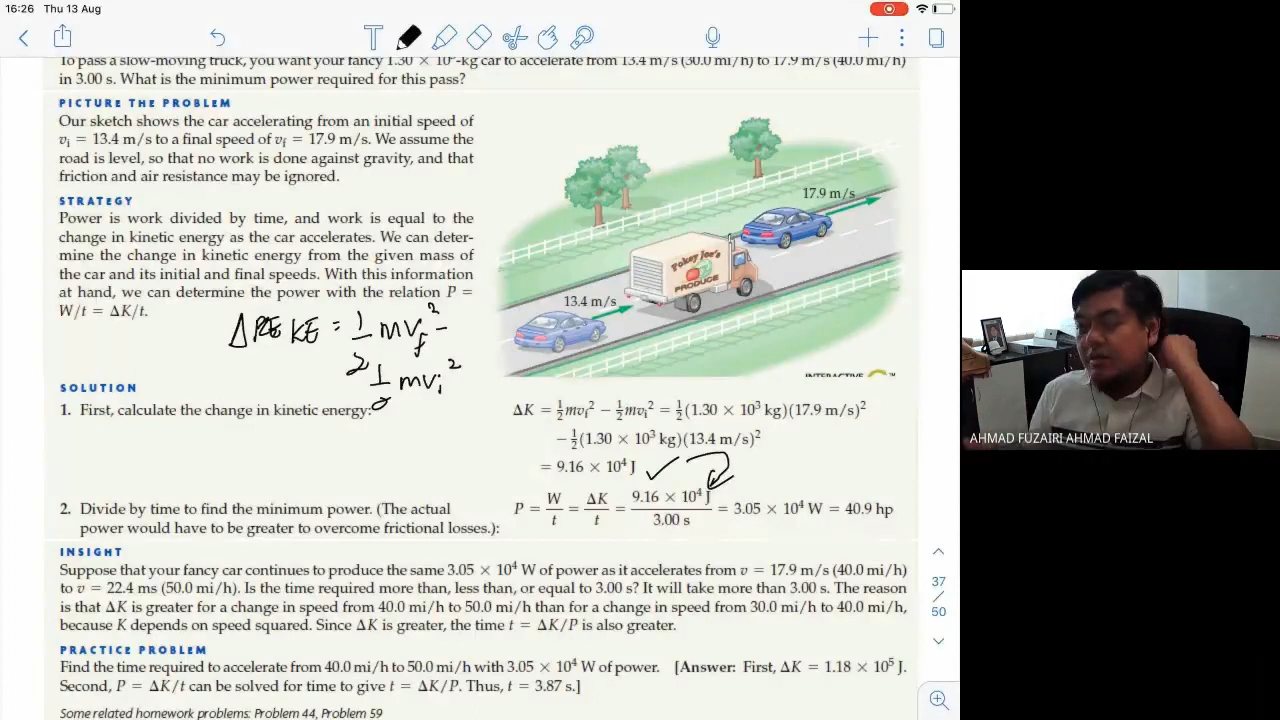 16:26 Thu 13 Aug
To pass a slow-moving truck, you want your fancy 1.30 × 10³-kg car to accelerate from 13.4 m/s (30.0 mi/h) to 17.9 m/s (40.0 mi/h)
in 3.00 s. What is the minimum power required for this pass?
PICTURE THE PROBLEM
Our sketch shows the car accelerating from an initial speed of
vᵢ = 13.4 m/s to a final speed of v_f = 17.9 m/s. We assume the
road is level, so that no work is done against gravity, and that
friction and air resistance may be ignored.
STRATEGY
Power is work divided by time, and work is equal to the
change in kinetic energy as the car accelerates. We can deter-
mine the change in kinetic energy from the given mass of
the car and its initial and final speeds. With this information
at hand, we can determine the power with the relation P =
W/t = ΔK/t.
17.9 m/s
Yokey Joe's
PRODUCE
13.4 m/s
Δ KE = 1/2 mv_f² −
1/2 mvᵢ²
SOLUTION
1. First, calculate the change in kinetic energy:
ΔK = ½mv_f² − ½mvᵢ² = ½(1.30 × 10³ kg)(17.9 m/s)²
− ½(1.30 × 10³ kg)(13.4 m/s)²
= 9.16 × 10⁴ J
2. Divide by time to find the minimum power. (The actual
power would have to be greater to overcome frictional losses.):
P = W/t = ΔK/t = 9.16 × 10⁴ J / 3.00 s = 3.05 × 10⁴ W = 40.9 hp
INSIGHT
Suppose that your fancy car continues to produce the same 3.05 × 10⁴ W of power as it accelerates from v = 17.9 m/s (40.0 mi/h)
to v = 22.4 ms (50.0 mi/h). Is the time required more than, less than, or equal to 3.00 s? It will take more than 3.00 s. The reason
is that ΔK is greater for a change in speed from 40.0 mi/h to 50.0 mi/h than for a change in speed from 30.0 mi/h to 40.0 mi/h,
because K depends on speed squared. Since ΔK is greater, the time t = ΔK/P is also greater.
PRACTICE PROBLEM
Find the time required to accelerate from 40.0 mi/h to 50.0 mi/h with 3.05 × 10⁴ W of power. [Answer: First, ΔK = 1.18 × 10⁵ J.
Second, P = ΔK/t can be solved for time to give t = ΔK/P. Thus, t = 3.87 s.]
Some related homework problems: Problem 44, Problem 59
37
/
50
AHMAD FUZAIRI AHMAD FAIZAL